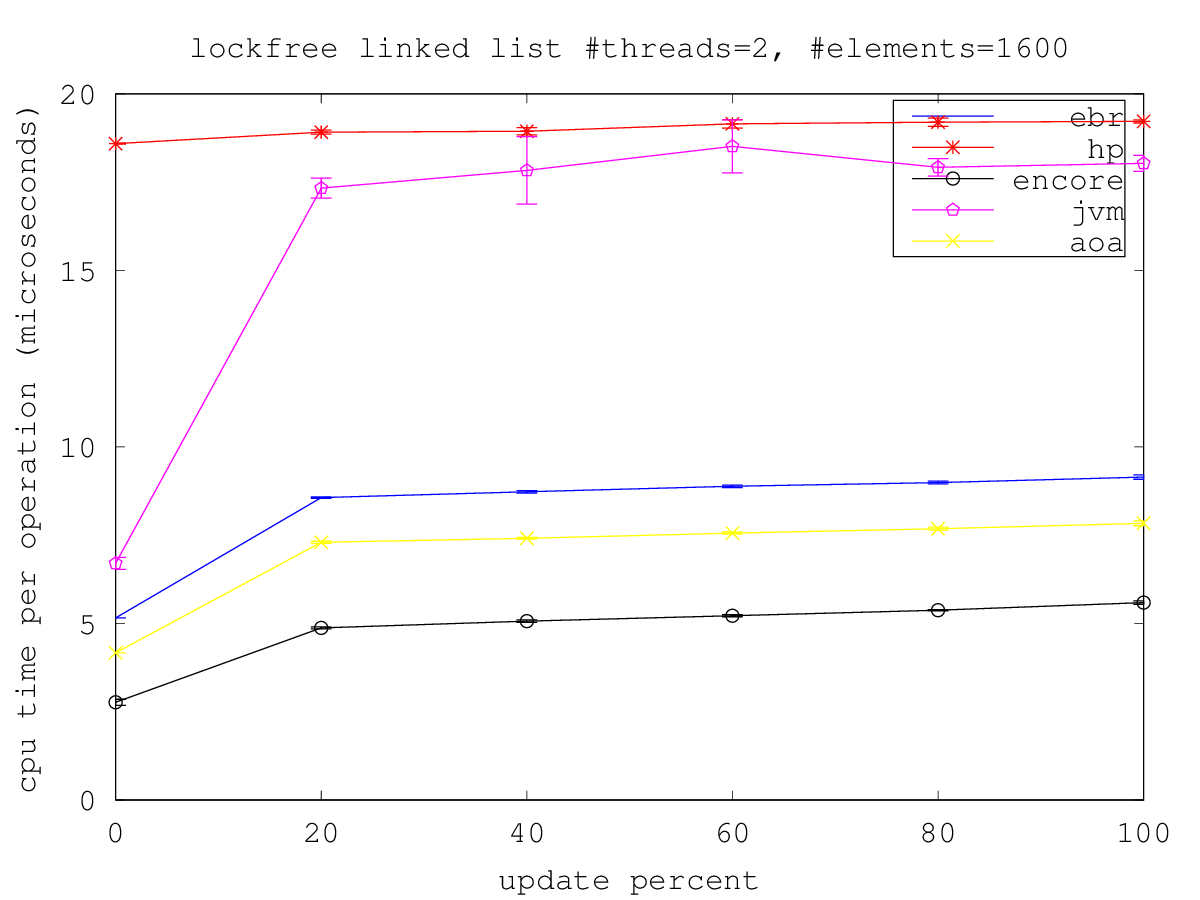 lockfree linked list #threads=2, #elements=1600
cpu time per operation (microseconds)
20
15
10
5
0
ebr
hp
encore
jvm
aoa
0 20 40 60 80 100
update percent